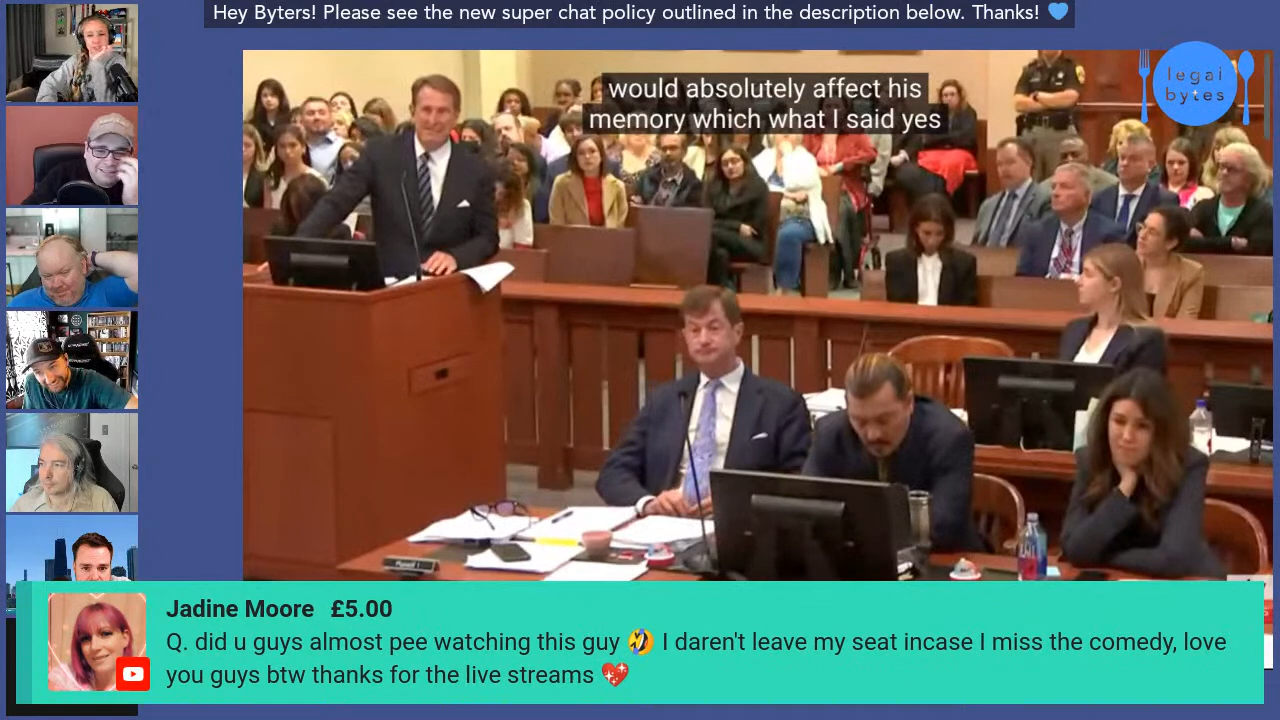 Hey Byters! Please see the new super chat policy outlined in the description below. Thanks! 💙
legal
bytes
would absolutely affect his
memory which what I said yes
Jadine Moore £5.00
Q. did u guys almost pee watching this guy 🤣 I daren't leave my seat incase I miss the comedy, love
you guys btw thanks for the live streams 💖